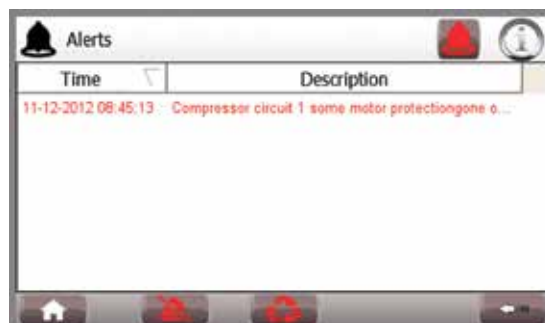 Alerts
Time Description
11-12-2012 08:45:13 Compressor circuit 1 some motor protectiongone o...